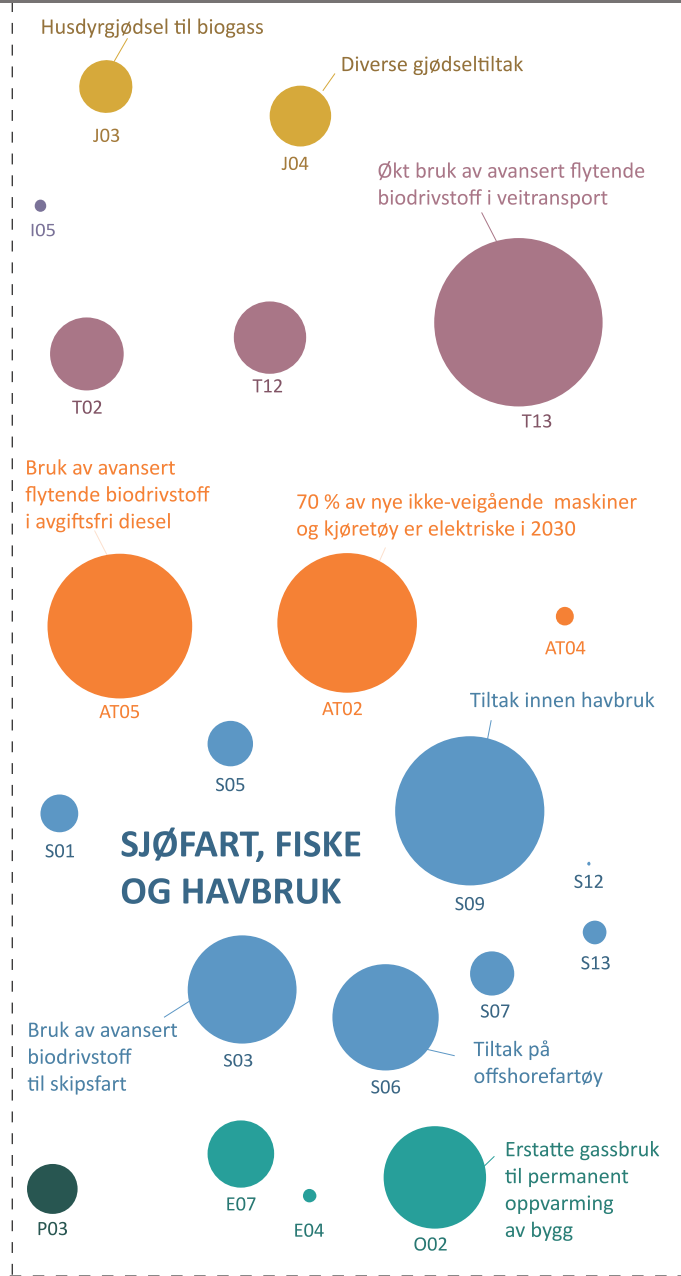 Husdyrgjødsel til biogass
J03
Diverse gjødseltiltak
J04
I05
Økt bruk av avansert flytende
biodrivstoff i veitransport
T02
T12
T13
Bruk av avansert
flytende biodrivstoff
i avgiftsfri diesel
70 % av nye ikke-veigående maskiner
og kjøretøy er elektriske i 2030
AT05
AT02
AT04
Tiltak innen havbruk
S05
S01
SJØFART, FISKE
OG HAVBRUK
S09
S12
S13
S07
Bruk av avansert
biodrivstoff
til skipsfart
S03
S06
Tiltak på
offshorefartøy
P03
E07
E04
O02
Erstatte gassbruk
til permanent
oppvarming
av bygg